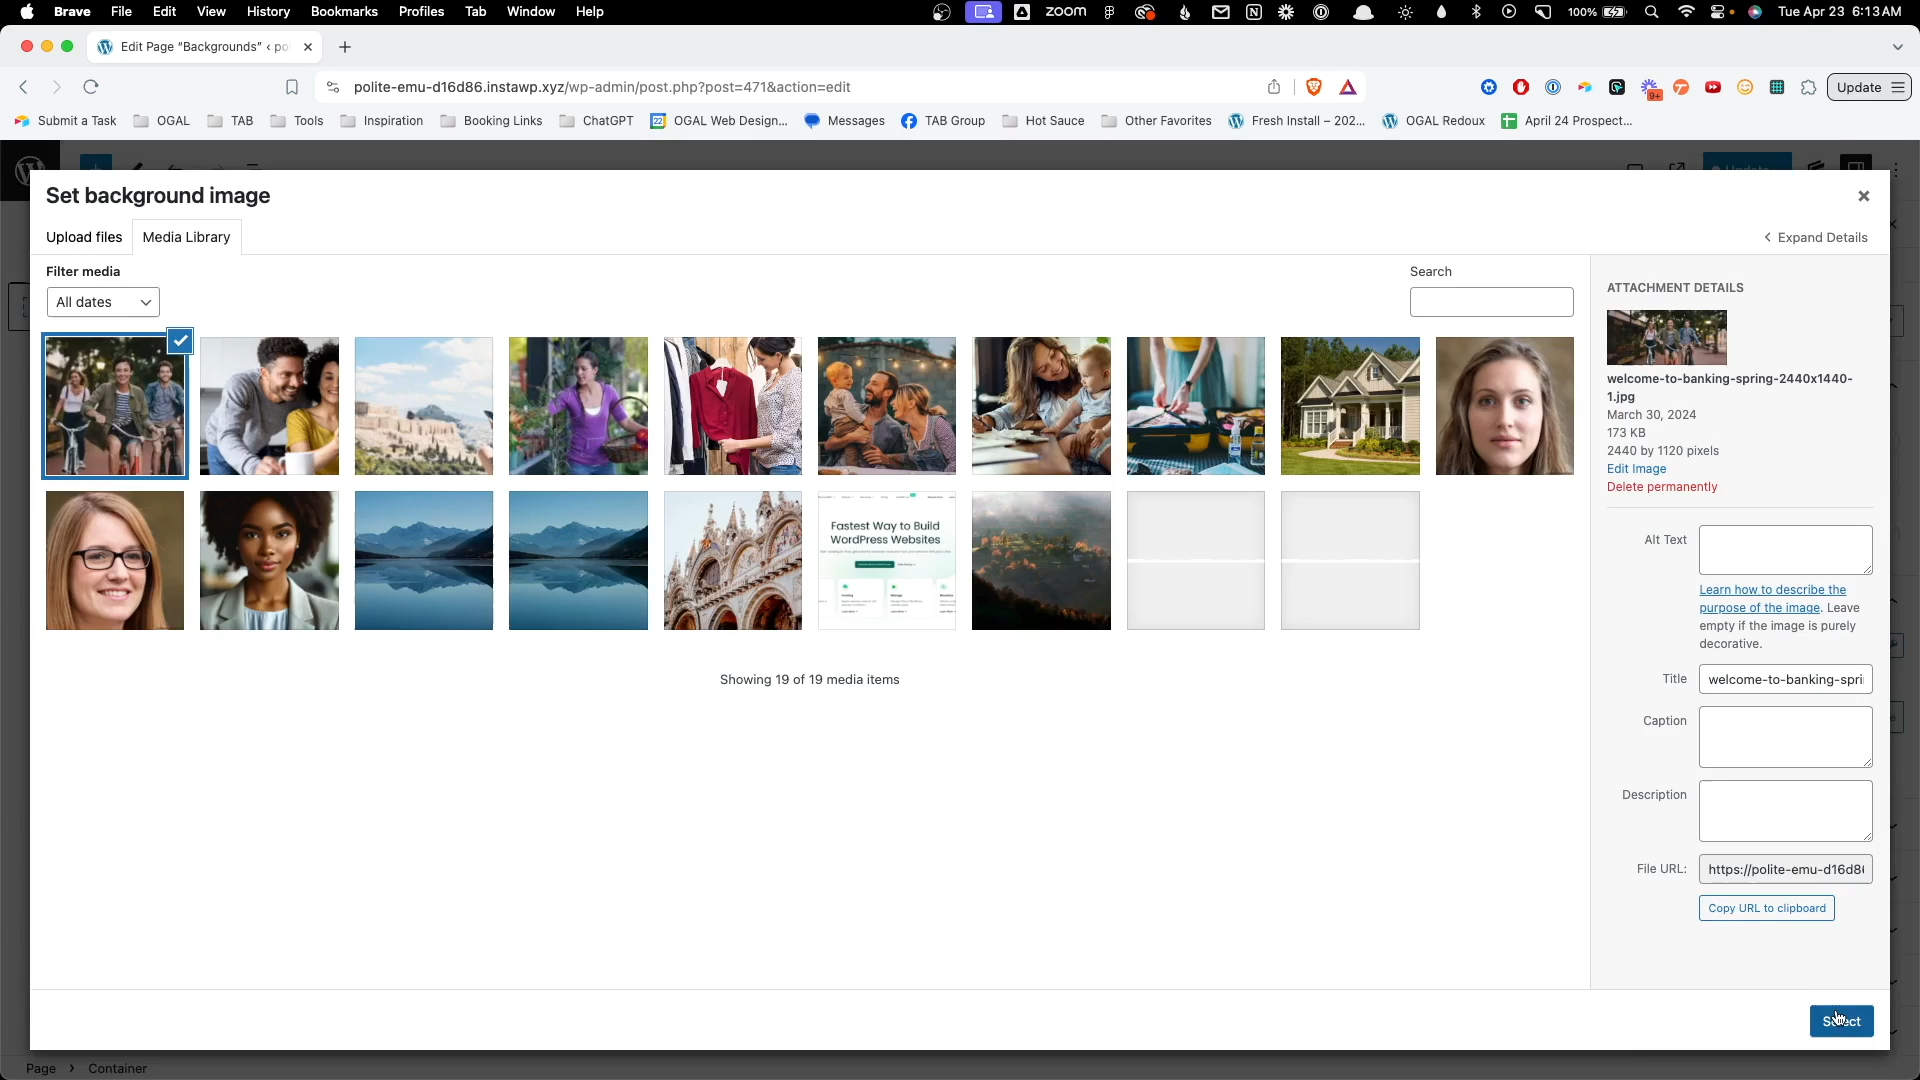 Brave File Edit View History Bookmarks Profiles Tab Window Help zoom 100% Tue Apr 23 6:13 AM
Edit Page "Backgrounds" ‹ po
polite-emu-d16d86.instawp.xyz/wp-admin/post.php?post=471&action=edit
9+
Update
Submit a Task OGAL TAB Tools Inspiration Booking Links ChatGPT OGAL Web Design... Messages TAB Group Hot Sauce Other Favorites Fresh Install – 202... OGAL Redoux April 24 Prospect...
Set background image
Upload files Media Library
Expand Details
Filter media
All dates
Search
Fastest Way to Build
WordPress Websites
Showing 19 of 19 media items
ATTACHMENT DETAILS
welcome-to-banking-spring-2440x1440-
1.jpg
March 30, 2024
173 KB
2440 by 1120 pixels
Edit Image
Delete permanently
Alt Text
Learn how to describe the
purpose of the image. Leave
empty if the image is purely
decorative.
Title welcome-to-banking-spri
Caption
Description
File URL: https://polite-emu-d16d8
Copy URL to clipboard
Select
Page › Container